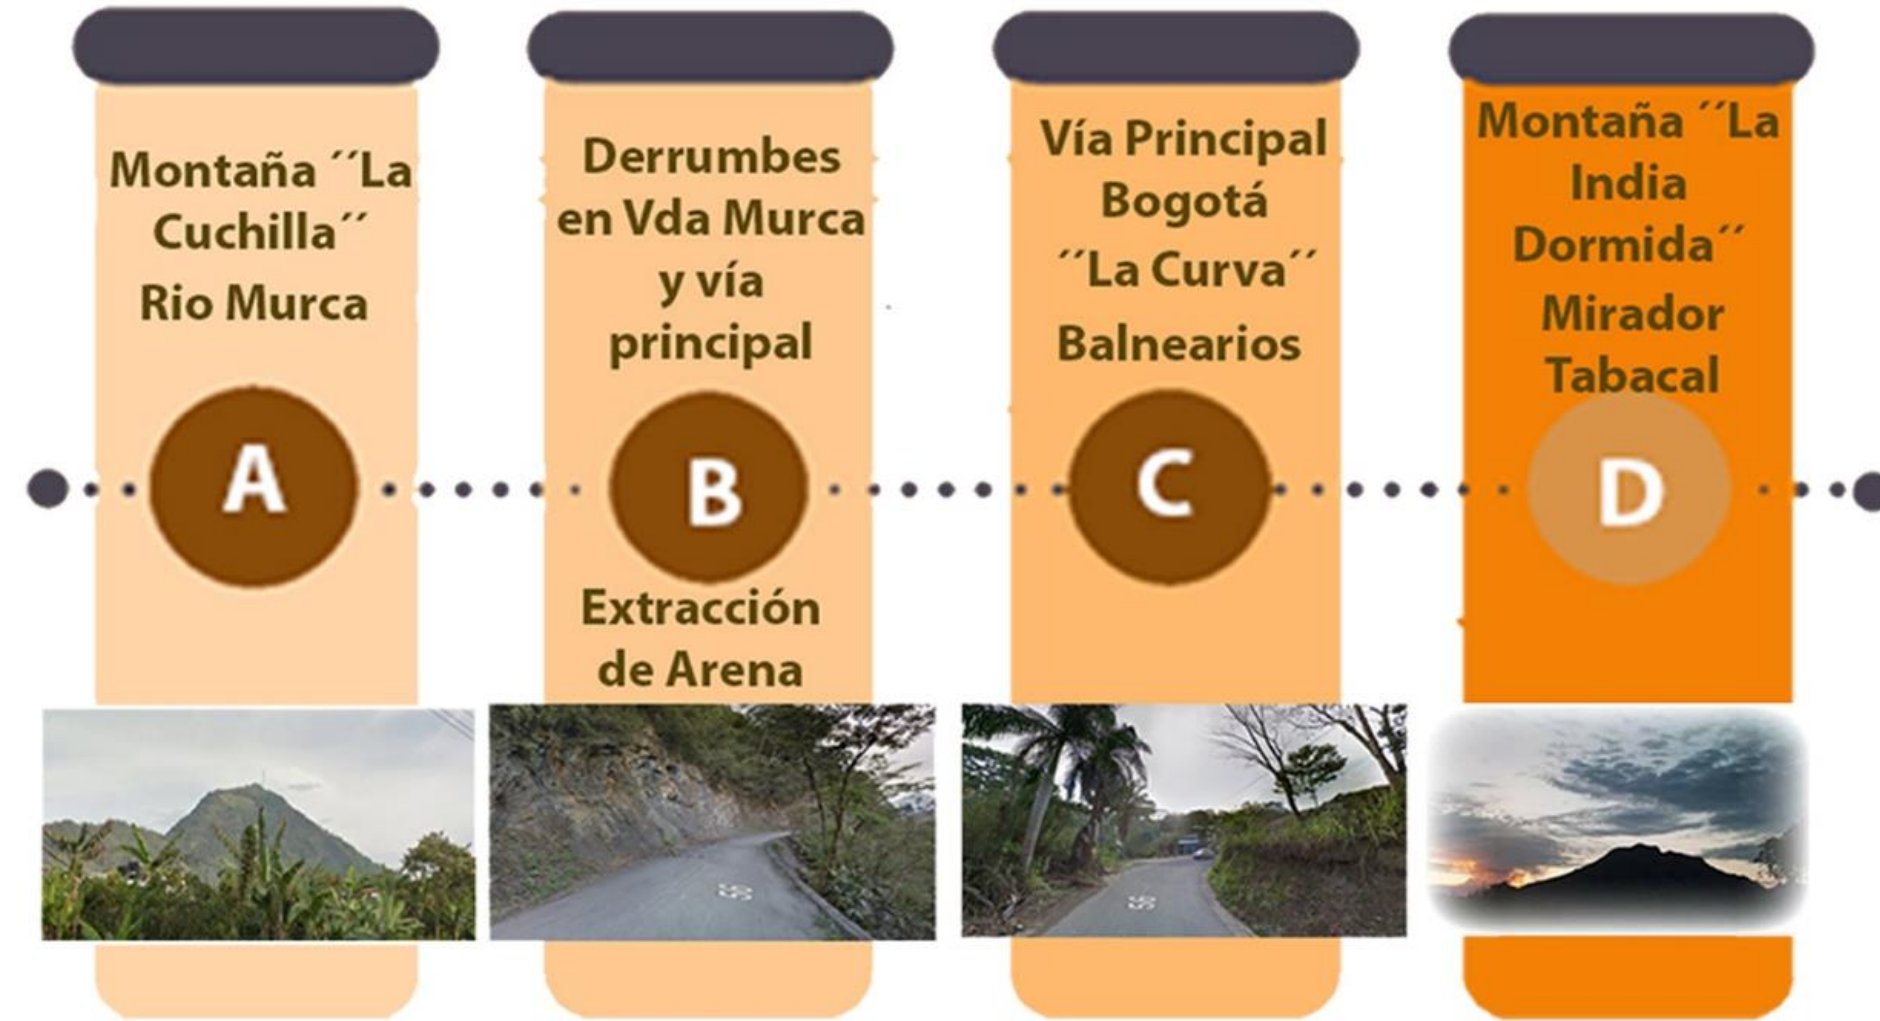 Montaña ´´La
Cuchilla´´
Rio Murca
A
Derrumbes
en Vda Murca
y vía
principal
B
Extracción
de Arena
Vía Principal
Bogotá
´´La Curva´´
Balnearios
C
Montaña ´´La
India
Dormida´´
Mirador
Tabacal
D